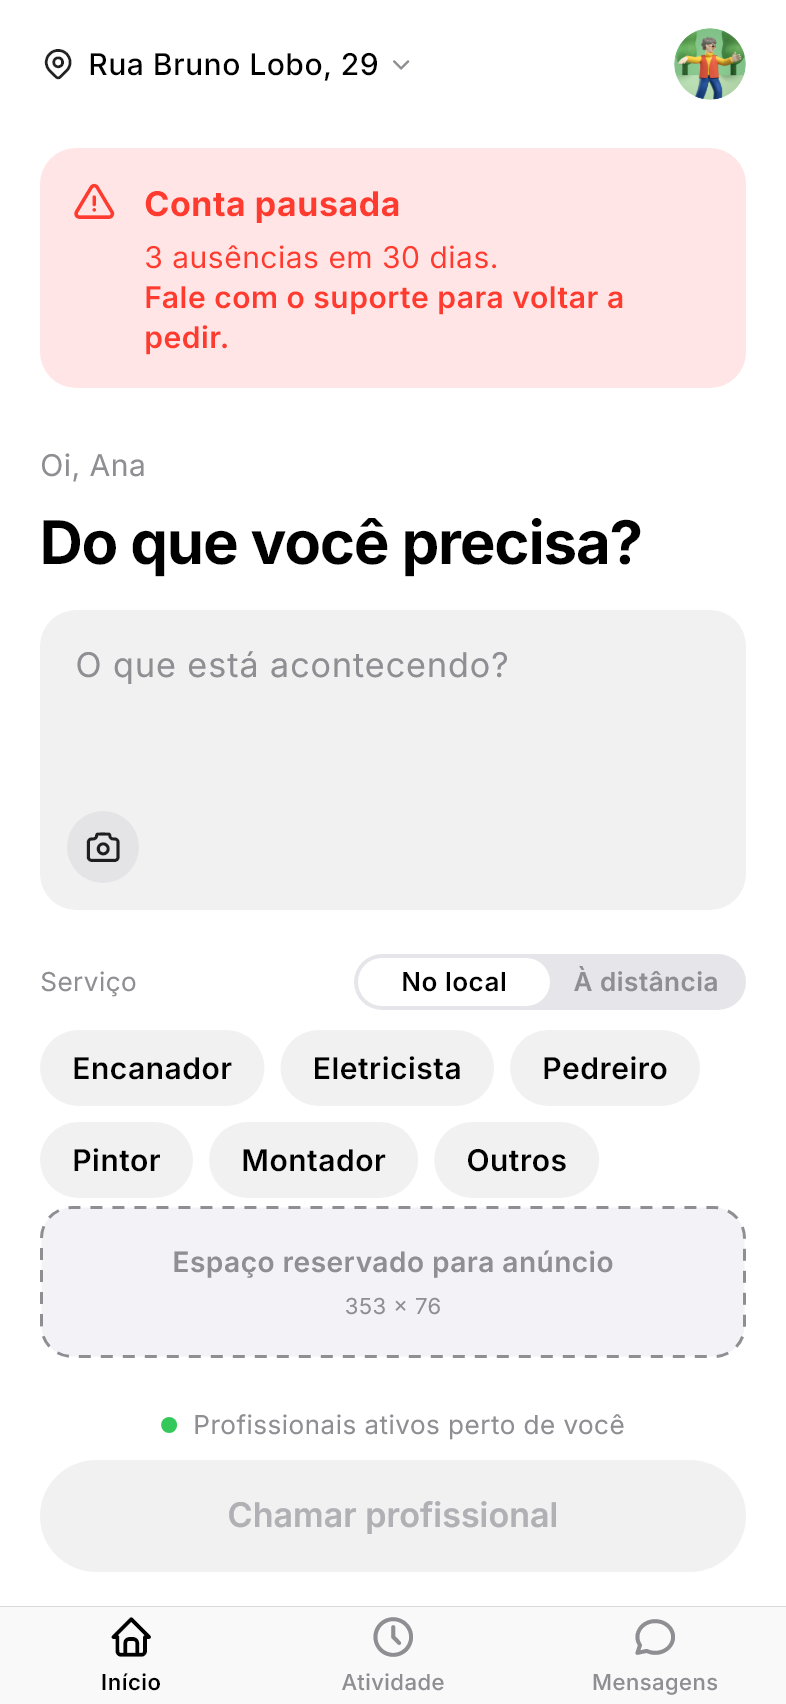 Rua Bruno Lobo, 29
Conta pausada
3 ausências em 30 dias.
Fale com o suporte para voltar a
pedir.
Oi, Ana
Do que você precisa?
O que está acontecendo?
Serviço
No local
À distância
Encanador
Eletricista
Pedreiro
Pintor
Montador
Outros
Espaço reservado para anúncio
353 × 76
Profissionais ativos perto de você
Chamar profissional
Início
Atividade
Mensagens